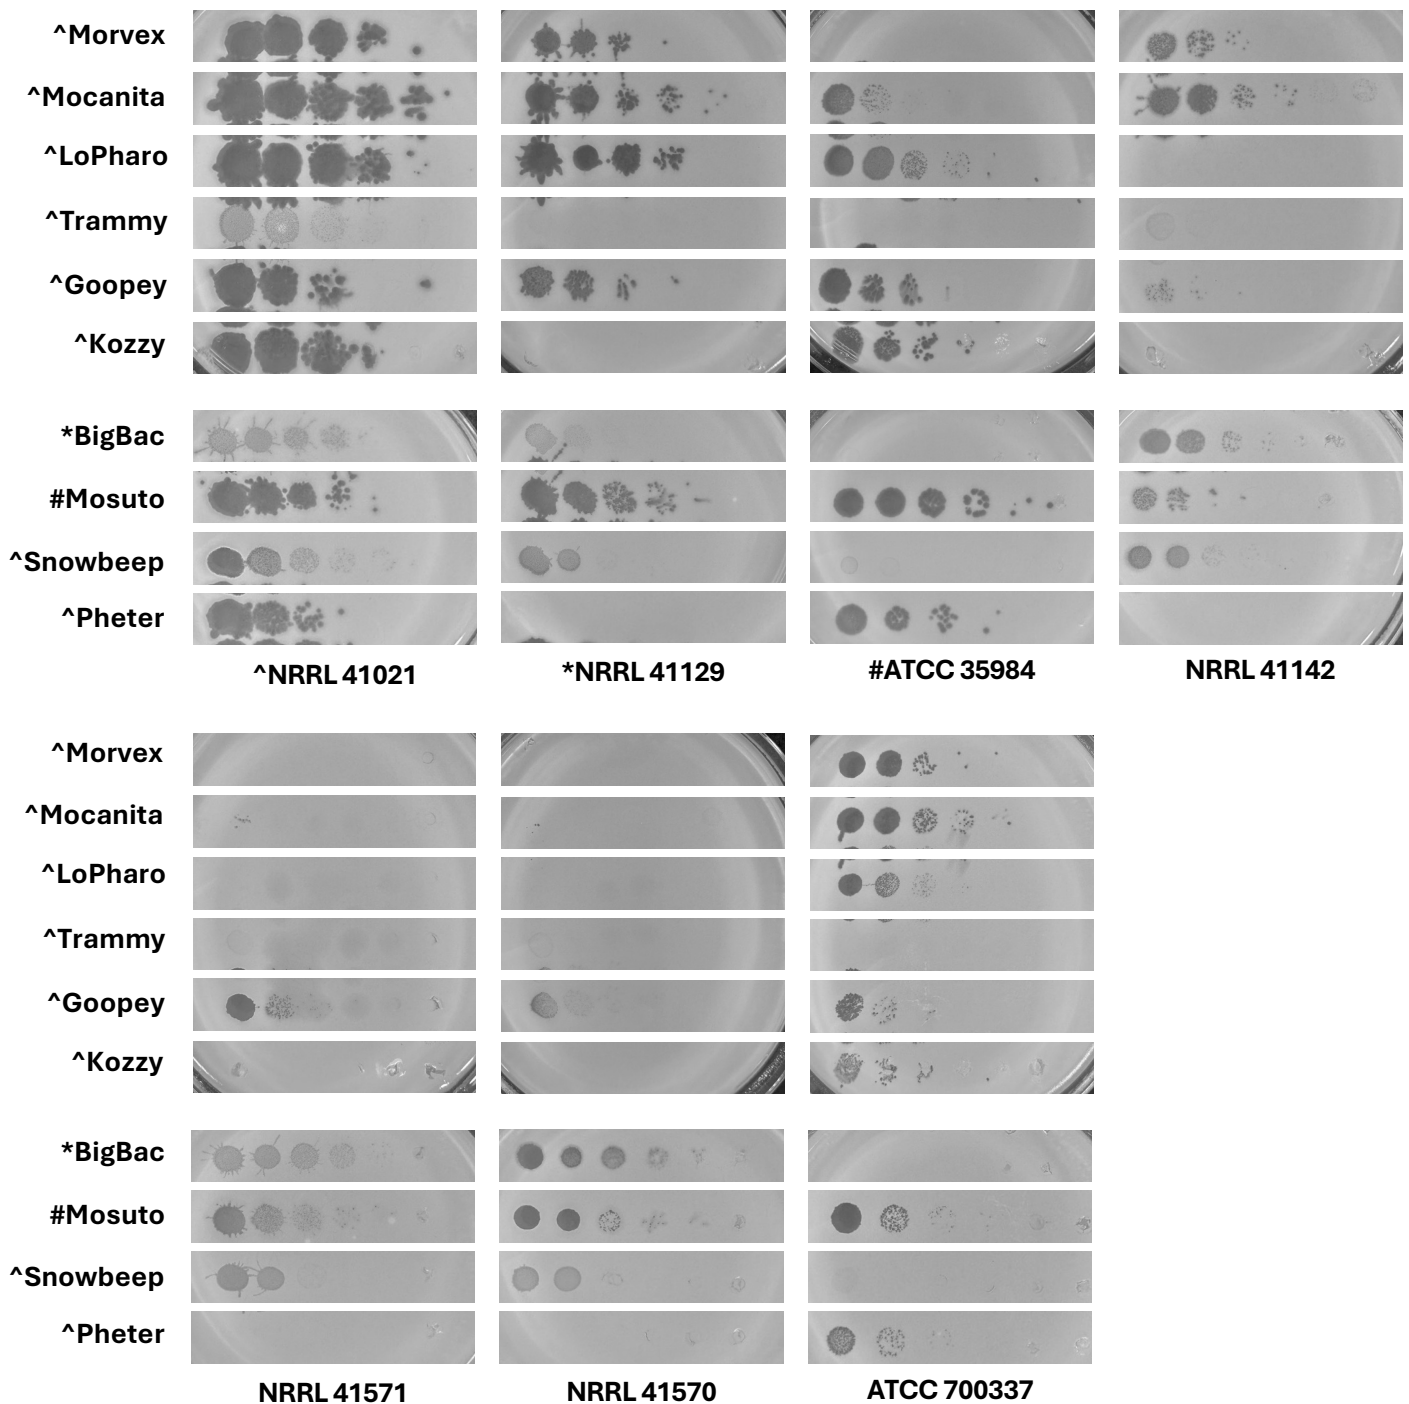 ^Morvex
^Mocanita
^LoPharo
^Trammy
^Goopey
^Kozzy
*BigBac
#Mosuto
^Snowbeep
^Pheter
^NRRL 41021 *NRRL 41129 #ATCC 35984 NRRL 41142
^Morvex
^Mocanita
^LoPharo
^Trammy
^Goopey
^Kozzy
*BigBac
#Mosuto
^Snowbeep
^Pheter
NRRL 41571 NRRL 41570 ATCC 700337